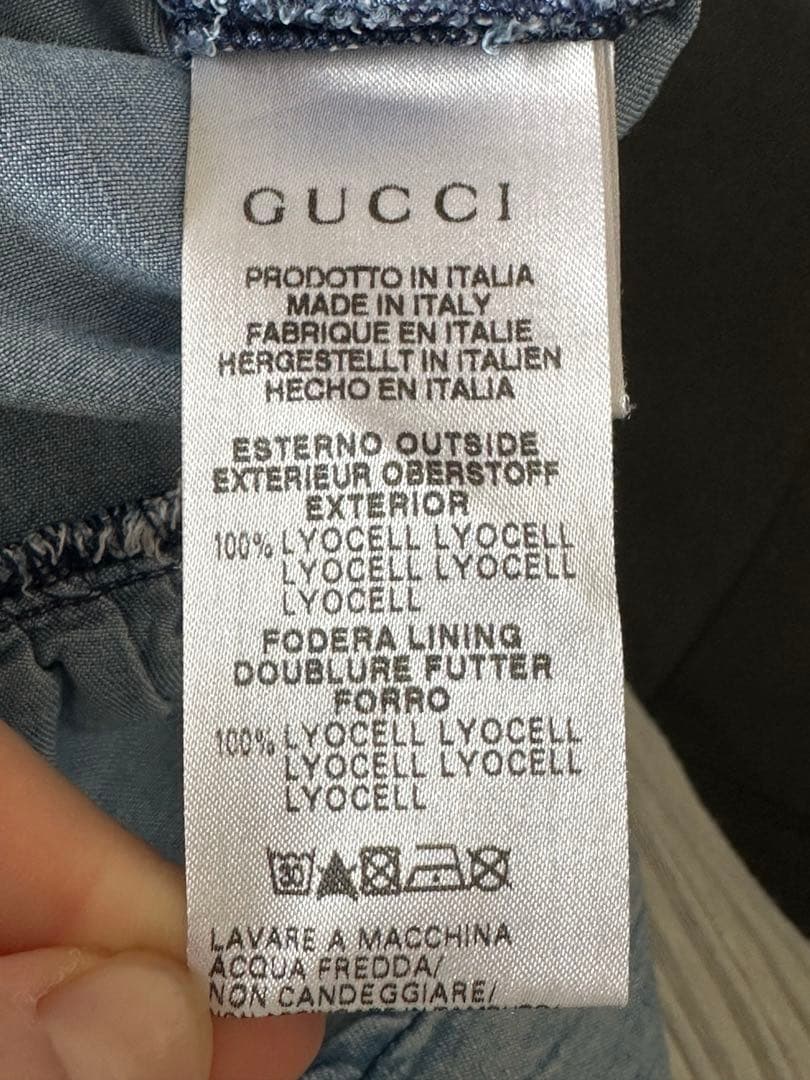 GUCCI
PRODOTTO IN ITALIA
MADE IN ITALY
FABRIQUE EN ITALIE
HERGESTELLT IN ITALIEN
HECHO EN ITALIA
ESTERNO OUTSIDE
EXTERIEUR OBERSTOFF
EXTERIOR
100% LYOCELL LYOCELL
LYOCELL LYOCELL
LYOCELL
FODERA LINING
DOUBLURE FUTTER
FORRO
100% LYOCELL LYOCELL
LYOCELL LYOCELL
LYOCELL
30
LAVARE A MACCHINA
ACQUA FREDDA/
NON CANDEGGIARE/